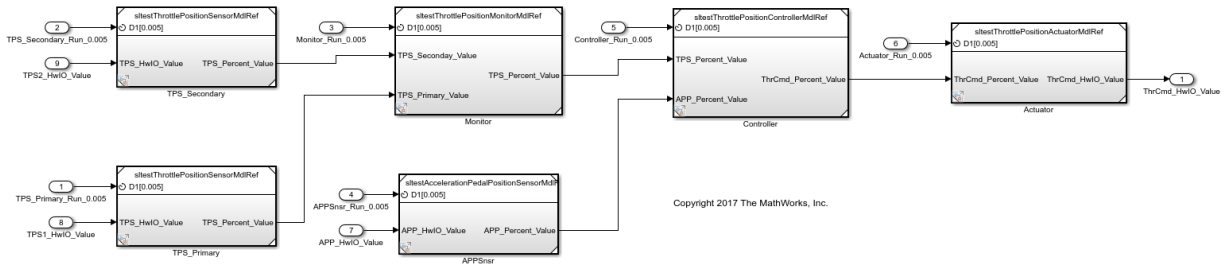 sltestThrottlePositionSensorMdlRef
2
D1[0.005]
TPS_Secondary_Run_0.005
9
TPS_HwIO_Value TPS_Percent_Value
TPS2_HwIO_Value
TPS_Secondary
sltestThrottlePositionMonitorMdlRef
3
D1[0.005]
Monitor_Run_0.005
TPS_Seconday_Value
TPS_Percent_Value
TPS_Primary_Value
Monitor
sltestThrottlePositionControllerMdlRef
5
D1[0.005]
Controller_Run_0.005
TPS_Percent_Value
ThrCmd_Percent_Value
APP_Percent_Value
Controller
sltestThrottlePositionActuatorMdlRef
6
D1[0.005]
Actuator_Run_0.005
ThrCmd_Percent_Value ThrCmd_HwIO_Value
1
ThrCmd_HwIO_Value
Actuator
sltestThrottlePositionSensorMdlRef
1
D1[0.005]
TPS_Primary_Run_0.005
8
TPS_HwIO_Value TPS_Percent_Value
TPS1_HwIO_Value
TPS_Primary
sltestAccelerationPedalPositionSensorMdlR
4
D1[0.005]
APPSnsr_Run_0.005
7
APP_HwIO_Value APP_Percent_Value
APP_HwIO_Value
APPSnsr
Copyright 2017 The MathWorks, Inc.